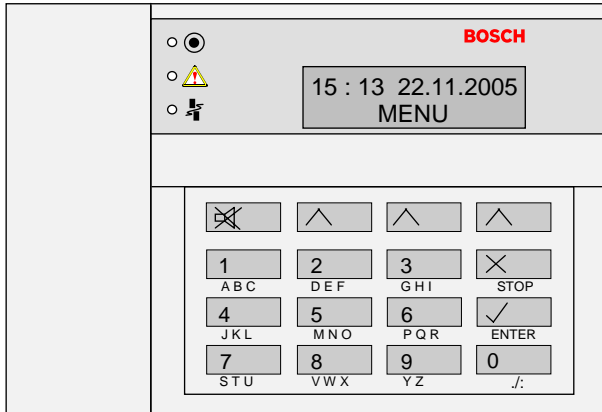 BOSCH
15 : 13 22.11.2005
MENU
1 2 3
ABC DEF GHI STOP
4 5 6
JKL MNO PQR ENTER
7 8 9 0
STU VWX YZ ./: